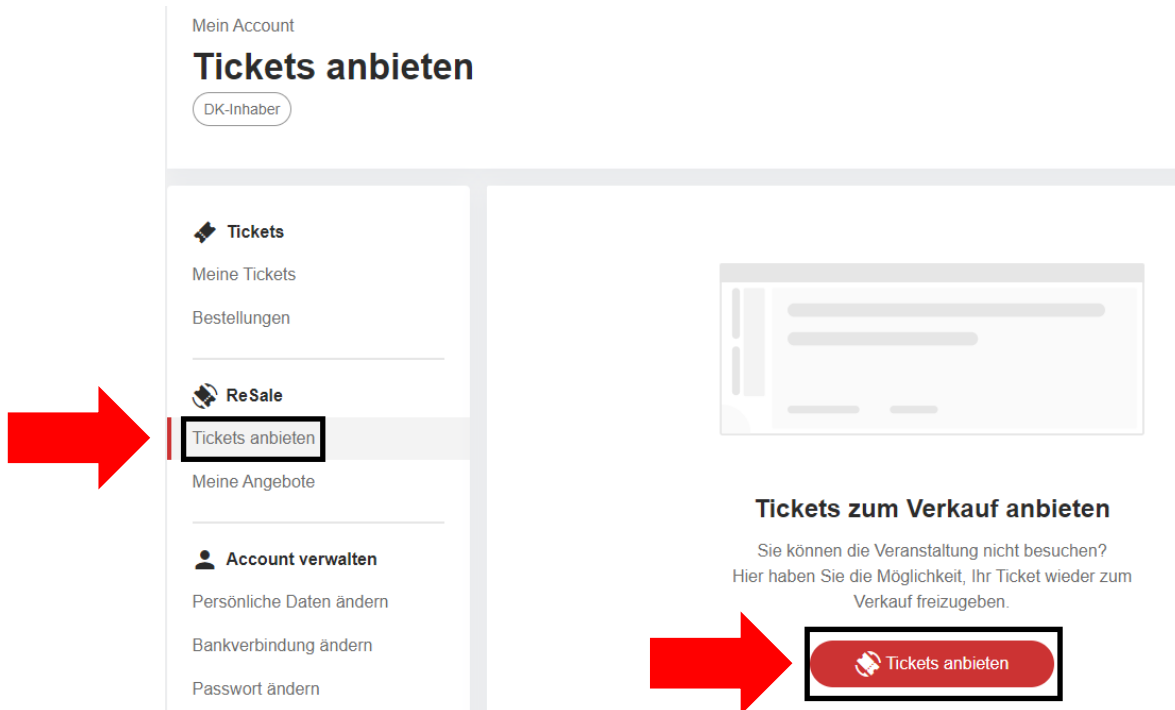 Mein Account
Tickets anbieten
DK-Inhaber
Tickets
Meine Tickets
Bestellungen
ReSale
Tickets anbieten
Meine Angebote
Account verwalten
Persönliche Daten ändern
Bankverbindung ändern
Passwort ändern
Tickets zum Verkauf anbieten
Sie können die Veranstaltung nicht besuchen?
Hier haben Sie die Möglichkeit, Ihr Ticket wieder zum
Verkauf freizugeben.
Tickets anbieten